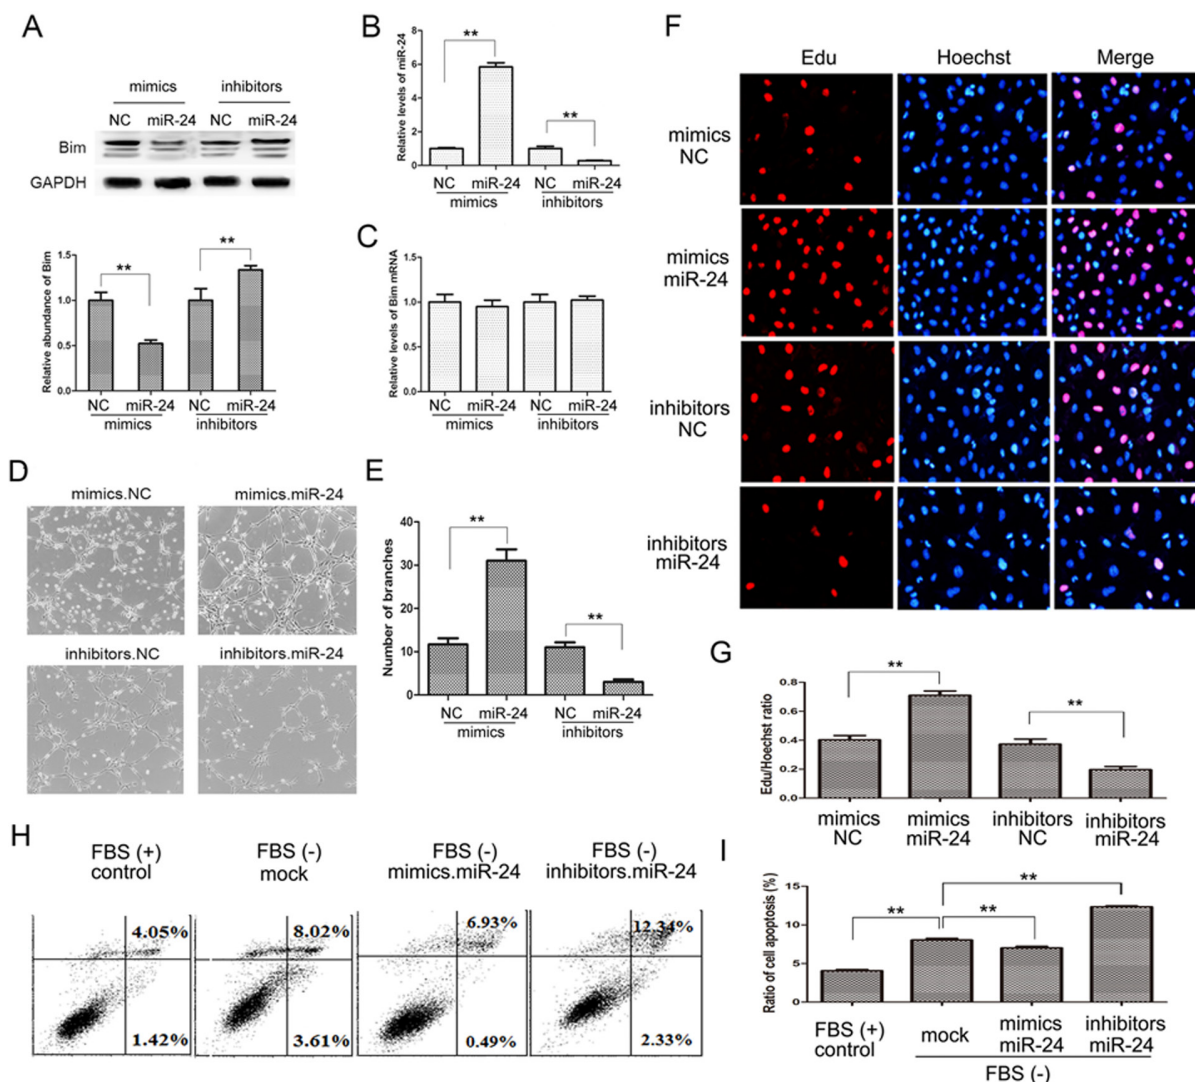 A
mimics
inhibitors
NC
miR-24
NC
miR-24
Bim
GAPDH
Relative abundance of Bim
1.5
1.0
0.5
0.0
**
**
NC
miR-24
NC
miR-24
mimics
inhibitors
B
Relative levels of miR-24
8
6
4
2
0
**
**
NC
miR-24
NC
miR-24
mimics
inhibitors
C
Relative levels of Bim mRNA
1.5
1.0
0.5
0.0
NC
miR-24
NC
miR-24
mimics
inhibitors
D
mimics.NC
mimics.miR-24
inhibitors.NC
inhibitors.miR-24
E
Number of branches
40
30
20
10
0
**
**
NC
miR-24
NC
miR-24
mimics
inhibitors
F
Edu
Hoechst
Merge
mimics
NC
mimics
miR-24
inhibitors
NC
inhibitors
miR-24
G
Edu/Hoechst ratio
0.8
0.6
0.4
0.2
0.0
**
**
mimics
NC
mimics
miR-24
inhibitors
NC
inhibitors
miR-24
H
FBS (+)
control
FBS (-)
mock
FBS (-)
mimics.miR-24
FBS (-)
inhibitors.miR-24
4.05%
1.42%
8.02%
3.61%
6.93%
0.49%
12.34%
2.33%
I
Ratio of cell apoptosis (%)
15
10
5
0
**
**
**
FBS (+)
control
mock
mimics
miR-24
inhibitors
miR-24
FBS (-)